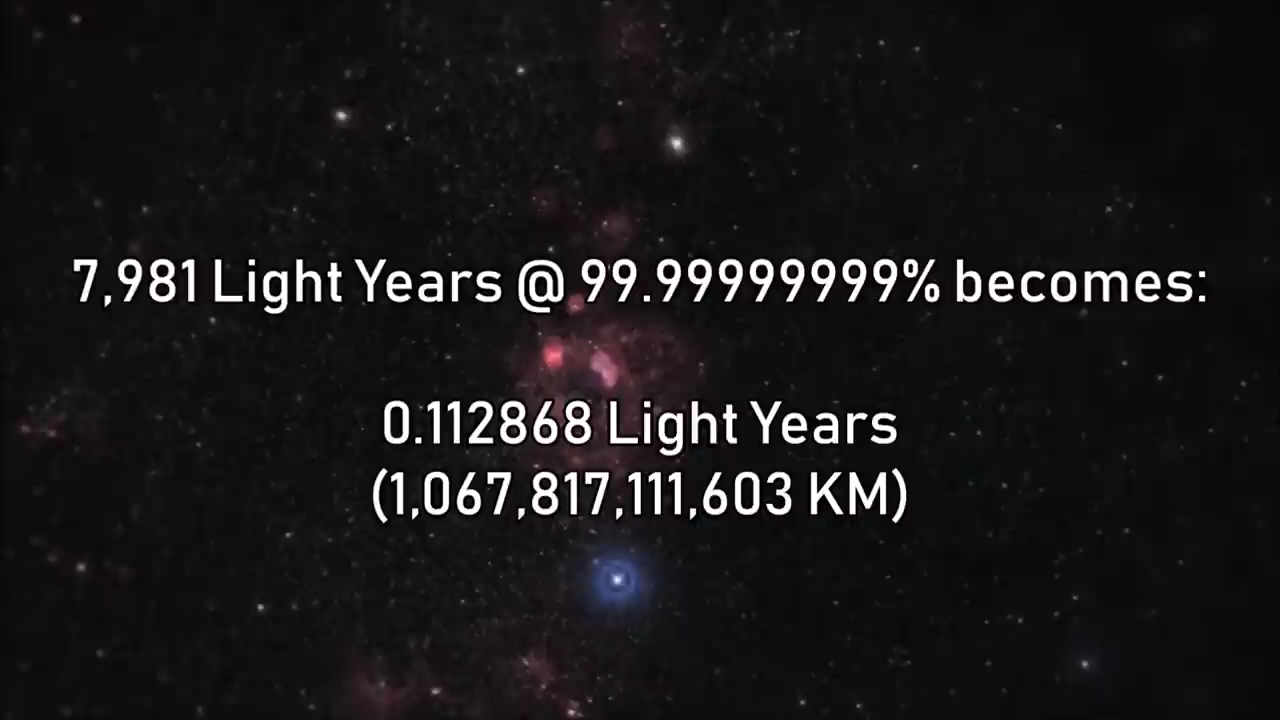 7,981 Light Years @ 99.99999999% becomes:
0.112868 Light Years
(1,067,817,111,603 KM)